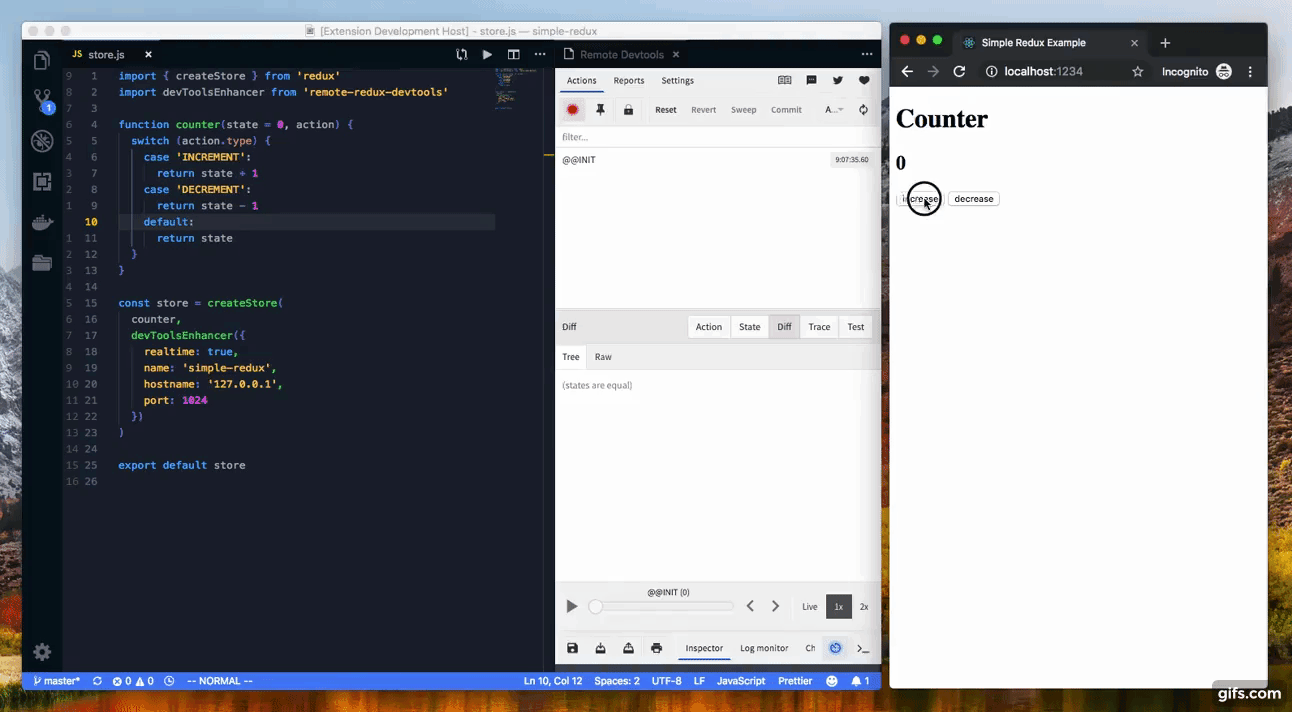 [Extension Development Host] - store.js — simple-redux
JS store.js ×
9 1 import { createStore } from 'redux'
8 2 import devToolsEnhancer from 'remote-redux-devtools'
7 3
6 4 function counter(state = 0, action) {
5 5 switch (action.type) {
4 6 case 'INCREMENT':
3 7 return state + 1
2 8 case 'DECREMENT':
1 9 return state - 1
10 default:
1 11 return state
2 12 }
3 13 }
4 14
5 15 const store = createStore(
6 16 counter,
7 17 devToolsEnhancer({
8 18 realtime: true,
9 19 name: 'simple-redux',
10 20 hostname: '127.0.0.1',
11 21 port: 1024
12 22 })
13 23 )
14 24
15 25 export default store
16 26
1
Remote Devtools ×
Actions Reports Settings
Reset Revert Sweep Commit A...
filter...
@@INIT 9:07:35.60
Diff Action State Diff Trace Test
Tree Raw
(states are equal)
@@INIT (0)
Live 1x 2x
Inspector Log monitor Ch
master* 0 0 -- NORMAL -- Ln 10, Col 12 Spaces: 2 UTF-8 LF JavaScript Prettier 1
Simple Redux Example
localhost:1234 Incognito
Counter
0
increase decrease
gifs.com